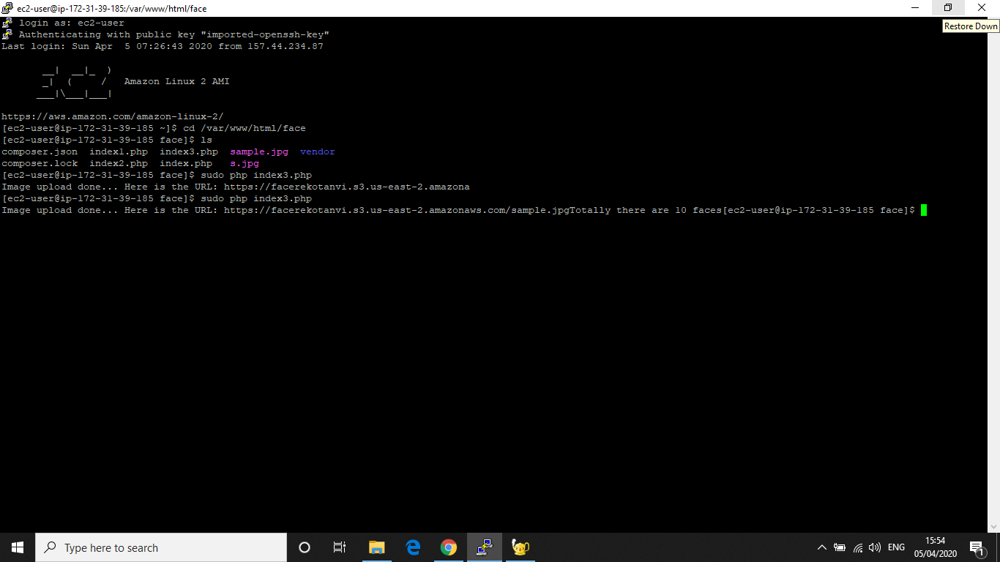 ec2-user@ip-172-31-39-185:/var/www/html/face
Restore Down
login as: ec2-user
Authenticating with public key "imported-openssh-key"
Last login: Sun Apr  5 07:26:43 2020 from 157.44.234.87
       __|  __|_  )
       _|  (     /   Amazon Linux 2 AMI
      ___|\___|___|
https://aws.amazon.com/amazon-linux-2/
[ec2-user@ip-172-31-39-185 ~]$ cd /var/www/html/face
[ec2-user@ip-172-31-39-185 face]$ ls
composer.json  index1.php  index3.php  sample.jpg  vendor
composer.lock  index2.php  index.php   s.jpg
[ec2-user@ip-172-31-39-185 face]$ sudo php index3.php
Image upload done... Here is the URL: https://facerekotanvi.s3.us-east-2.amazona
[ec2-user@ip-172-31-39-185 face]$ sudo php index3.php
Image upload done... Here is the URL: https://facerekotanvi.s3.us-east-2.amazonaws.com/sample.jpgTotally there are 10 faces[ec2-user@ip-172-31-39-185 face]$
Type here to search
ENG
15:54
05/04/2020
1